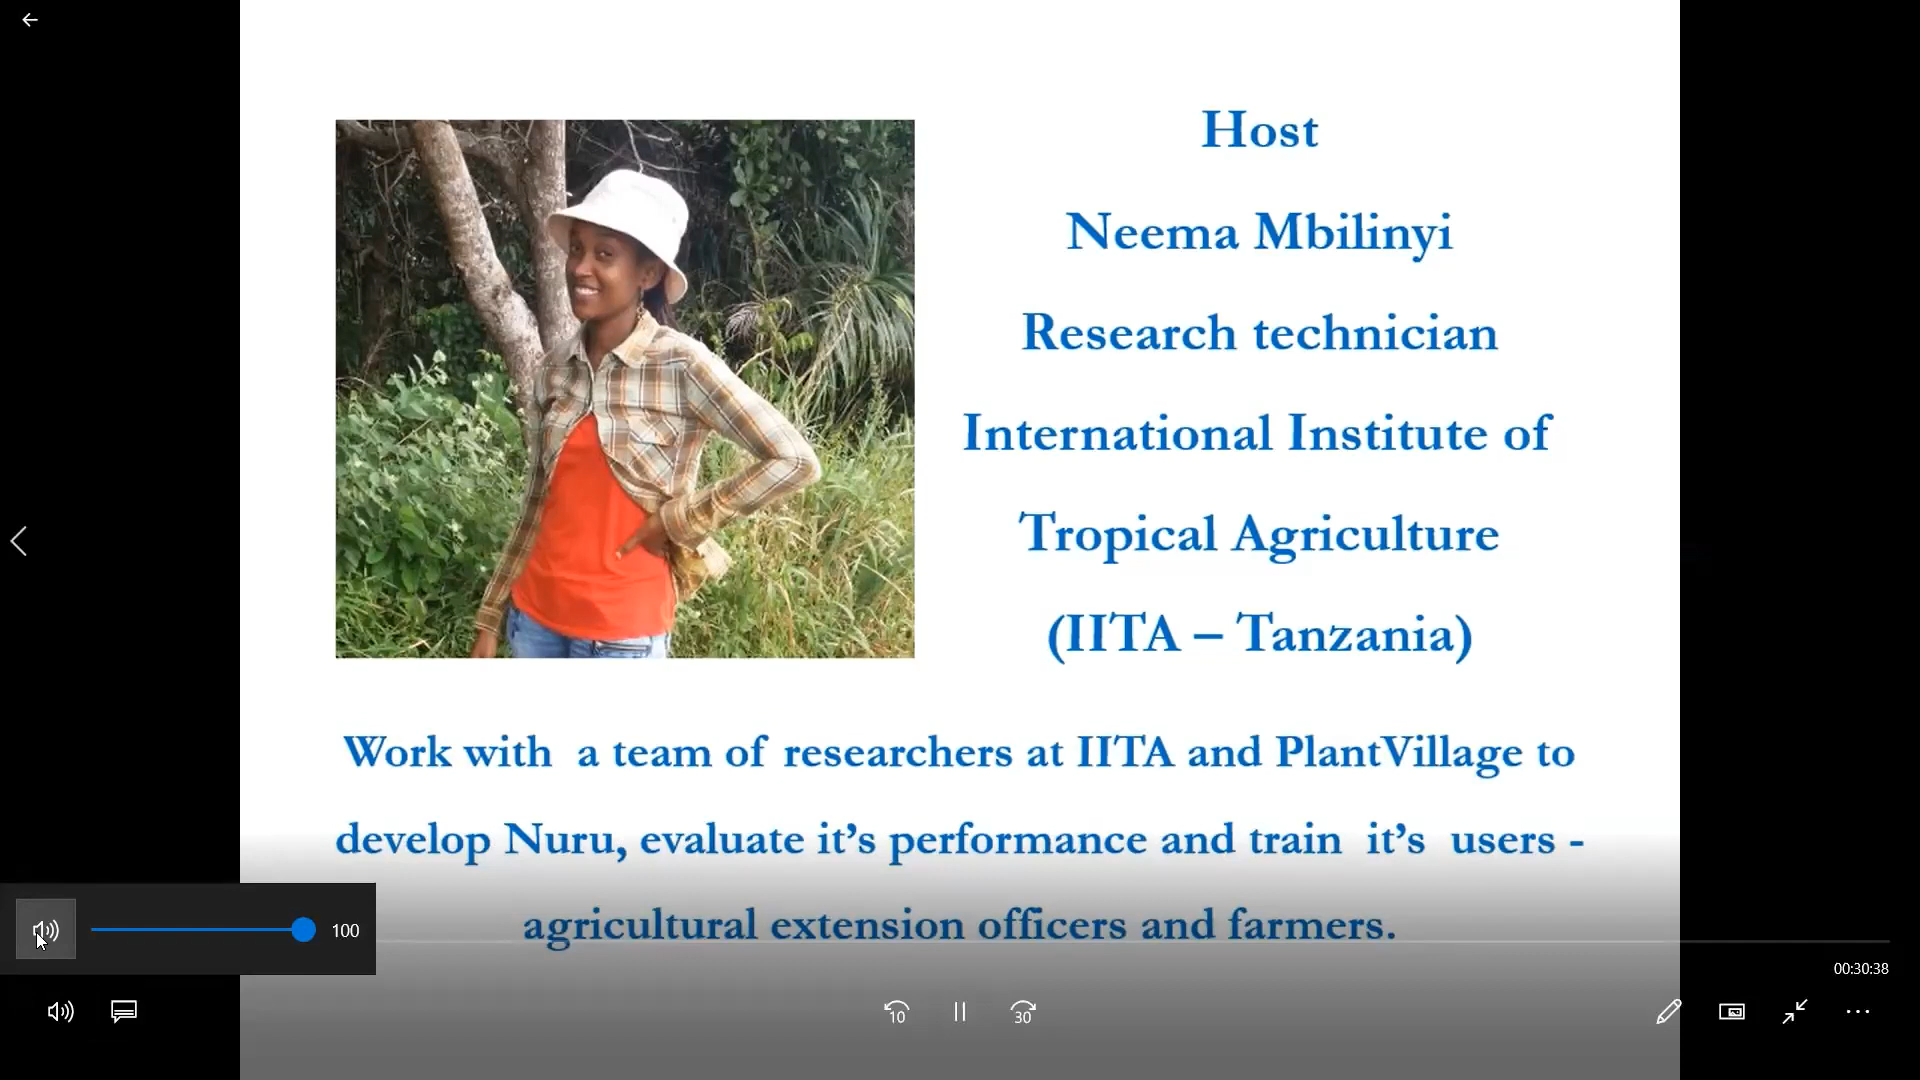 Host
Neema Mbilinyi
Research technician
International Institute of
Tropical Agriculture
(IITA – Tanzania)
Work with a team of researchers at IITA and PlantVillage to
develop Nuru, evaluate it’s performance and train it’s users -
agricultural extension officers and farmers.
100
00:30:38
10
30